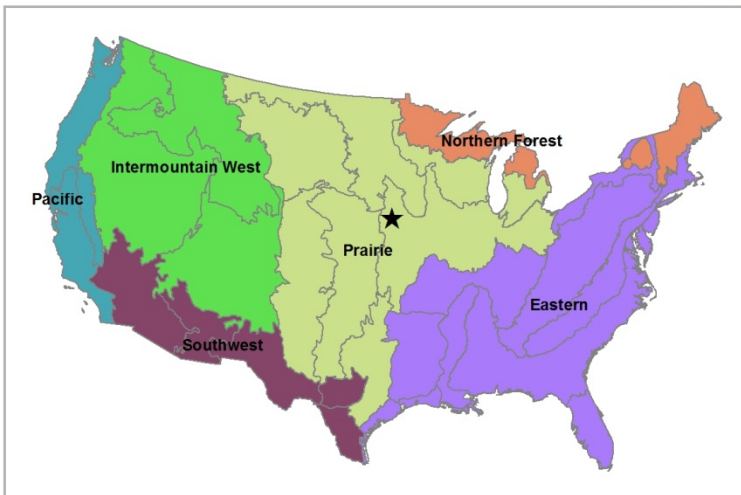 Northern Forest
Intermountain West
Pacific
Prairie
Eastern
Southwest